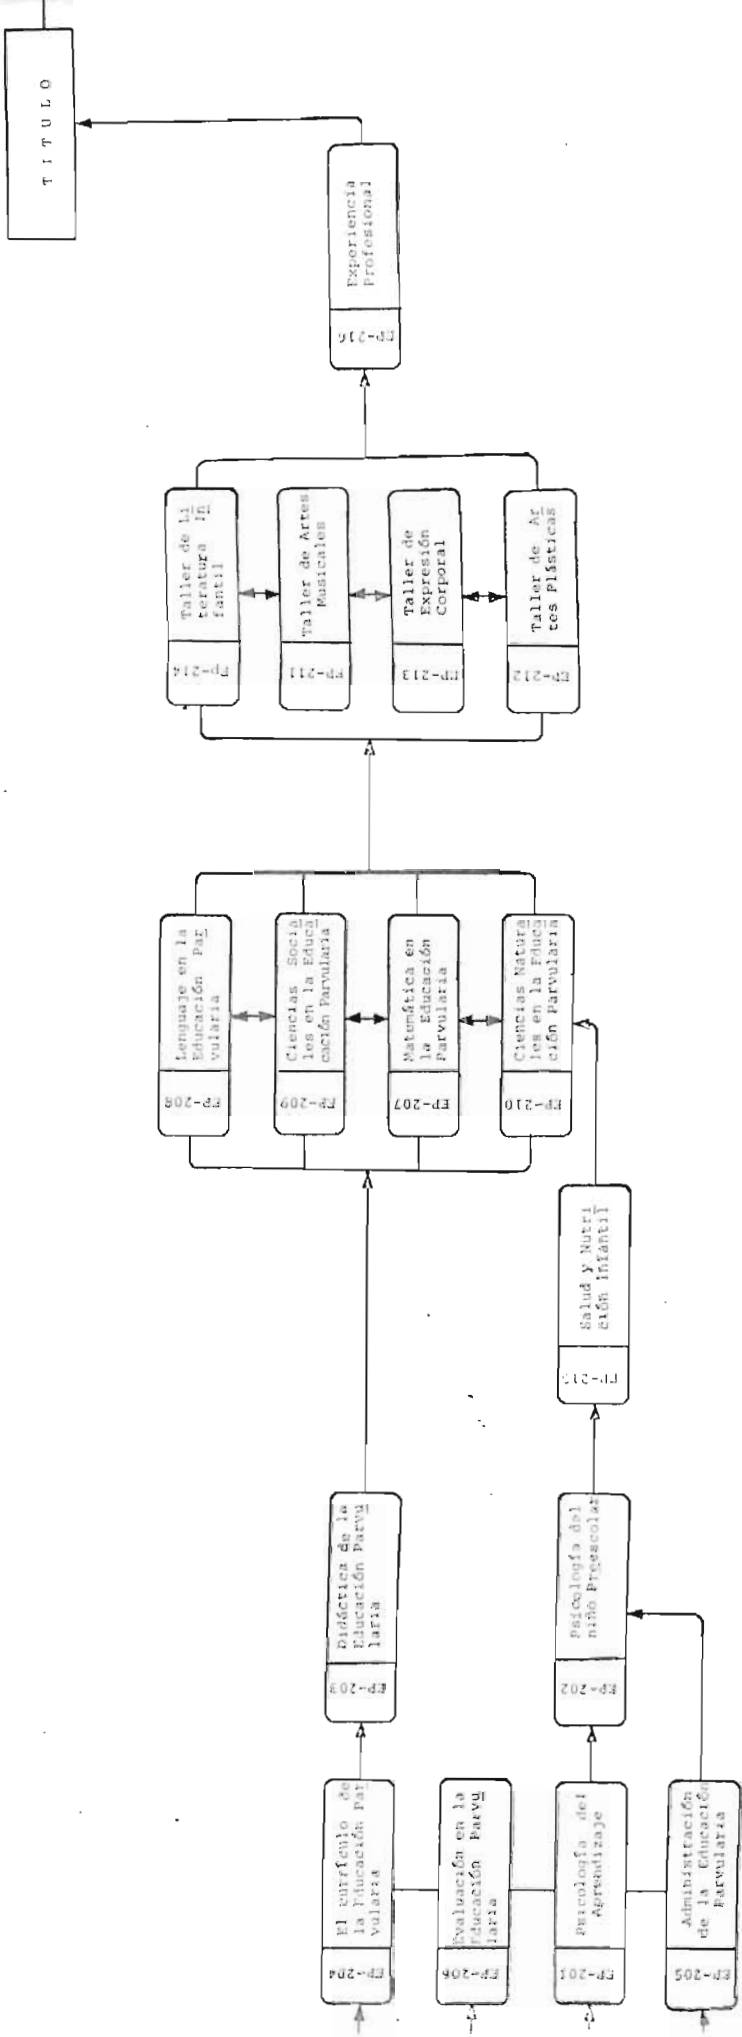 TITULO
Experiencia
Profesional
EP-216
Taller de Li
teratura In
fantil
EP-214
Taller de Artes
Musicales
EP-211
Taller de
Expresión
Corporal
EP-213
Taller de Ar
tes Plásticas
EP-212
Lenguaje en la
Educación Par
vularia
EP-208
Ciencias Socia
les en la Educa
cación Parvularia
EP-209
Matemática en
la Educación
Parvularia
EP-207
Ciencias Natura
les en la Educa
ción Parvularia
EP-210
Salud y Nutri
ción Infantil
EP-215
Didáctica de la
Educación Parvu
laria
EP-203
Psicología del
niño Preescolar
EP-202
El currículo de
la Educación Par
vularia
EP-204
Evaluación en la
Educación Parvu
laria
EP-206
Psicología del
Aprendizaje
EP-201
Administración
de la Educación
Parvularia
EP-205